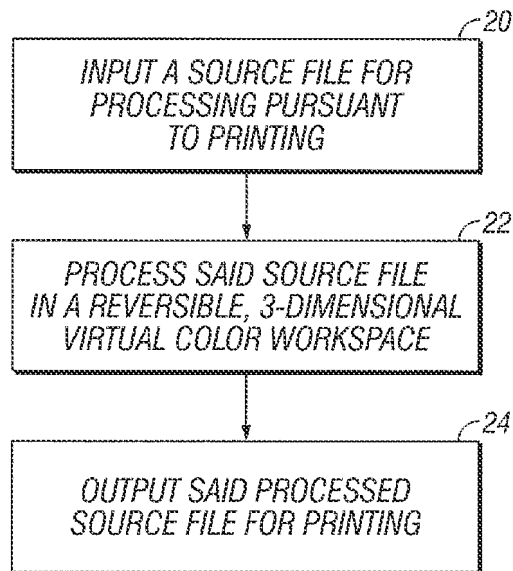 20
INPUT A SOURCE FILE FOR
PROCESSING PURSUANT
TO PRINTING
22
PROCESS SAID SOURCE FILE
IN A REVERSIBLE, 3-DIMENSIONAL
VIRTUAL COLOR WORKSPACE
24
OUTPUT SAID PROCESSED
SOURCE FILE FOR PRINTING